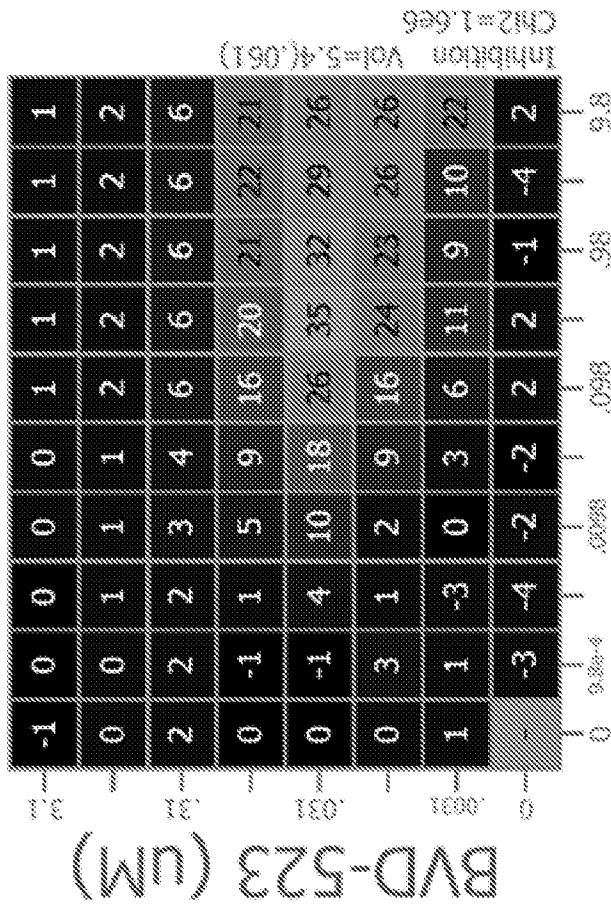 BVD-523 (uM)
3.1 -1 0 0 0 0 1 1 1 1 1
0 0 1 1 1 2 2 2 2 2
.31 2 2 2 3 4 6 6 6 6 6
0 -1 1 5 9 16 20 21 22 21
.031 0 -1 4 10 18 26 35 32 29 26
0 3 1 2 9 16 24 23 26 26
.0031 1 1 -3 0 3 6 11 9 10 22
0 - -3 -4 -2 -2 2 2 -1 -4 2
0 9.8e-4 .0098 .098 .98 9.8
Vol=5.4(.061)
Inhibition
Chi2=1.6e6